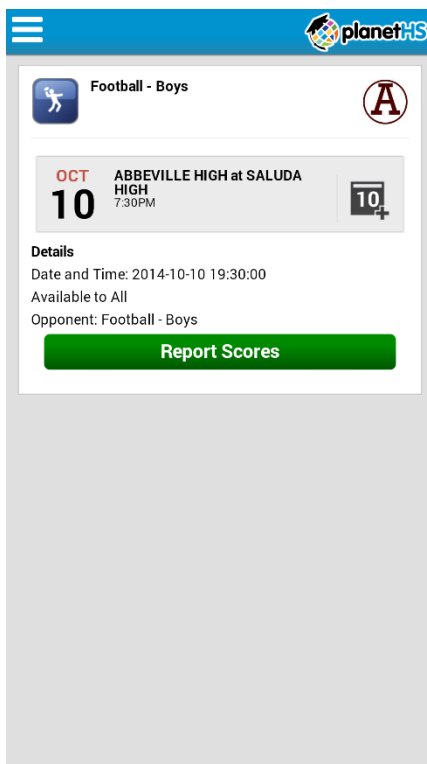 planetHS
Football - Boys
A
OCT
10
ABBEVILLE HIGH at SALUDA
HIGH
7:30PM
10
Details
Date and Time: 2014-10-10 19:30:00
Available to All
Opponent: Football - Boys
Report Scores